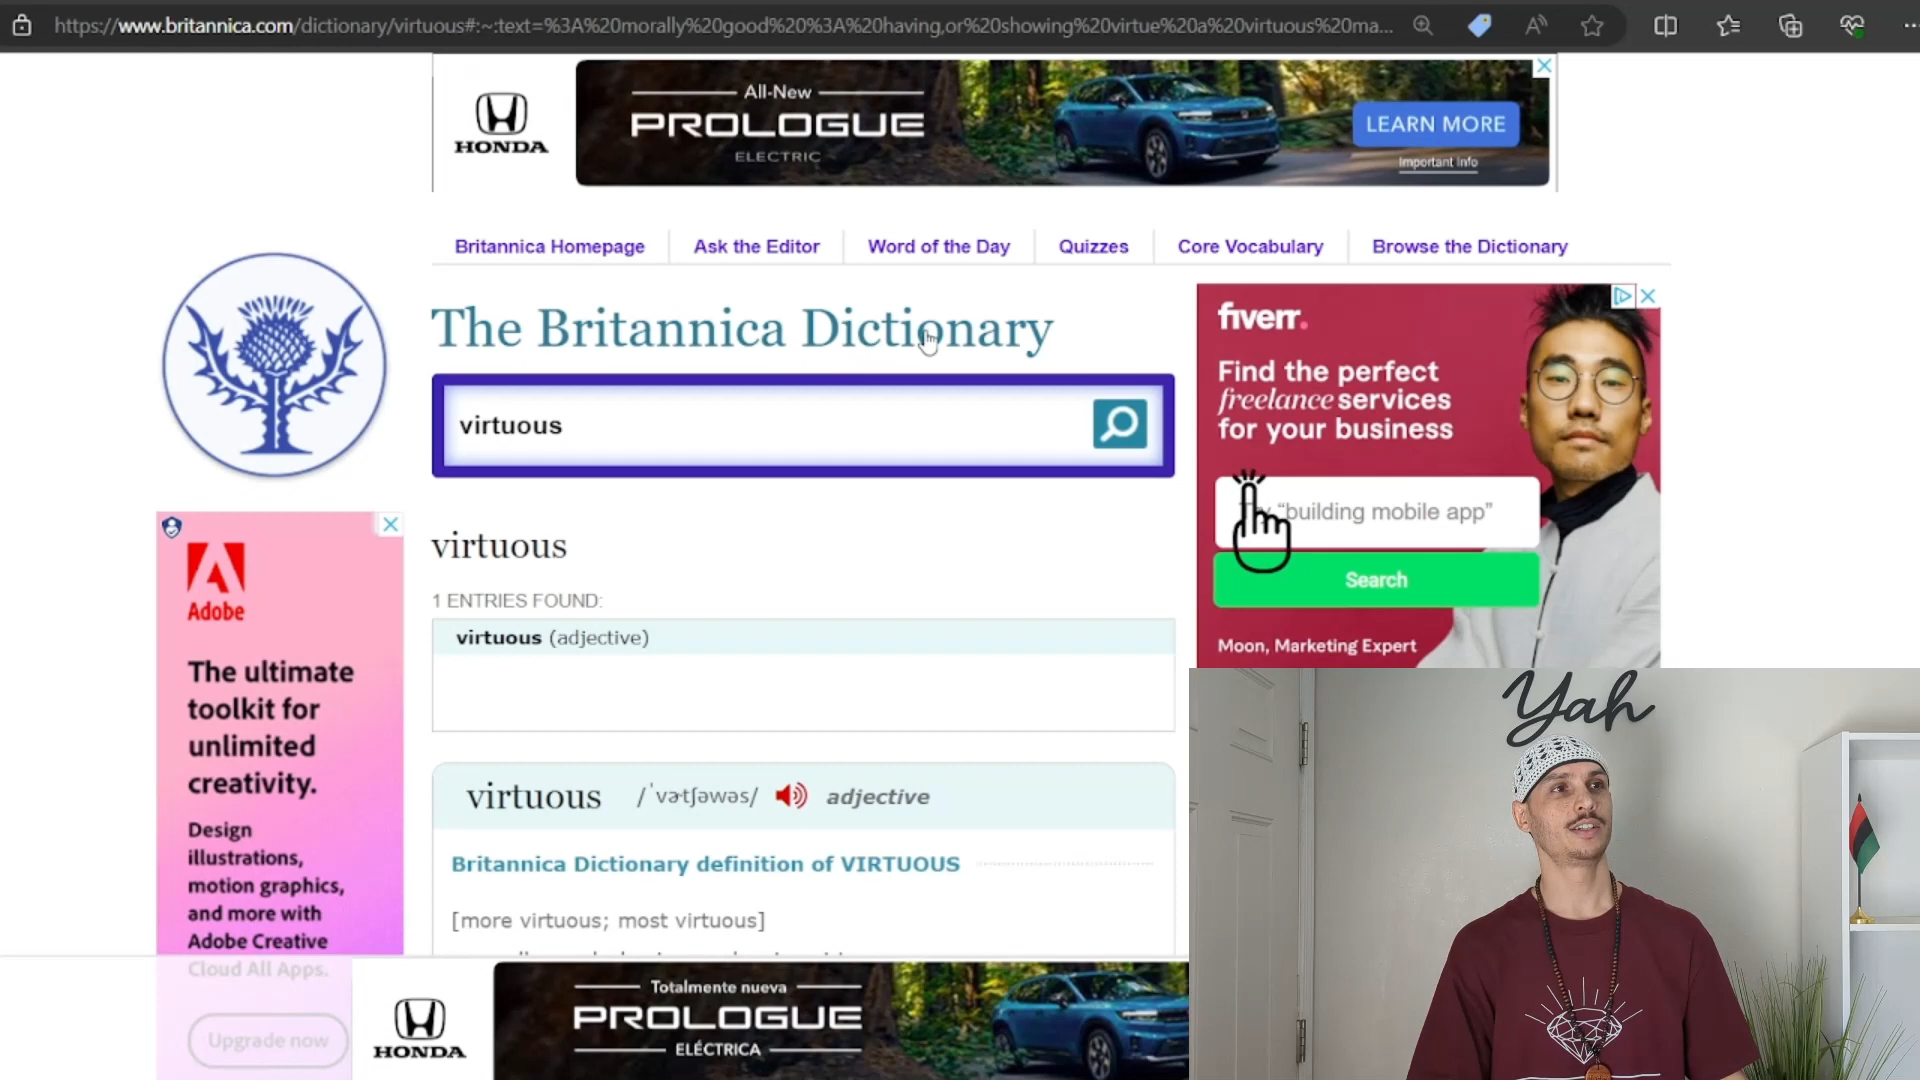 https://www.britannica.com/dictionary/virtuous#:~:text=%3A%20morally%20good%20%3A%20having,or%20showing%20virtue%20a%20virtuous%20ma...
HONDA
All-New
PROLOGUE
ELECTRIC
LEARN MORE
Important Info
Britannica Homepage
Ask the Editor
Word of the Day
Quizzes
Core Vocabulary
Browse the Dictionary
The Britannica Dictionary
virtuous
fiverr.
Find the perfect
freelance services
for your business
"building mobile app"
Search
Moon, Marketing Expert
virtuous
1 ENTRIES FOUND:
virtuous (adjective)
virtuous /ˈvɚtʃəwəs/ adjective
Britannica Dictionary definition of VIRTUOUS
[more virtuous; most virtuous]
Adobe
The ultimate
toolkit for
unlimited
creativity.
Design
illustrations,
motion graphics,
and more with
Adobe Creative
Cloud All Apps.
Upgrade now
HONDA
Totalmente nueva
PROLOGUE
ELÉCTRICA
Yah